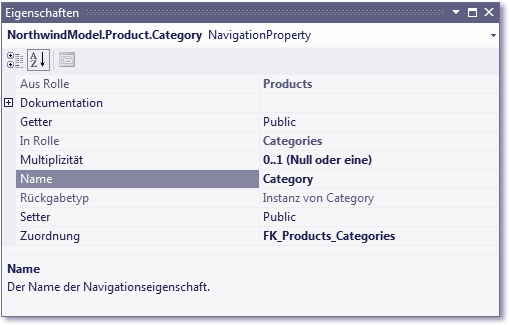 Eigenschaften
NorthwindModel.Product.Category NavigationProperty
Aus Rolle Products
Dokumentation
Getter Public
In Rolle Categories
Multiplizität 0..1 (Null oder eine)
Name Category
Rückgabetyp Instanz von Category
Setter Public
Zuordnung FK_Products_Categories
Name
Der Name der Navigationseigenschaft.